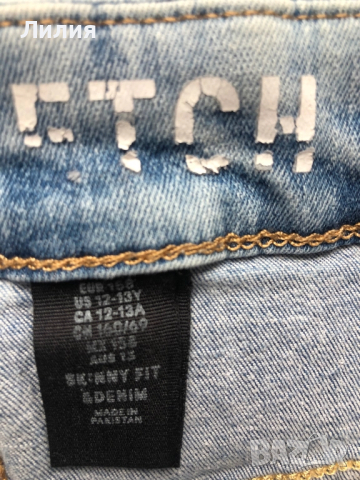 Лилия
ETCH
EUR 158
US 12-13Y
CA 12-13A
CN 160/69
MX 158
AUS 13
SKINNY FIT
&DENIM
MADE IN
PAKISTAN